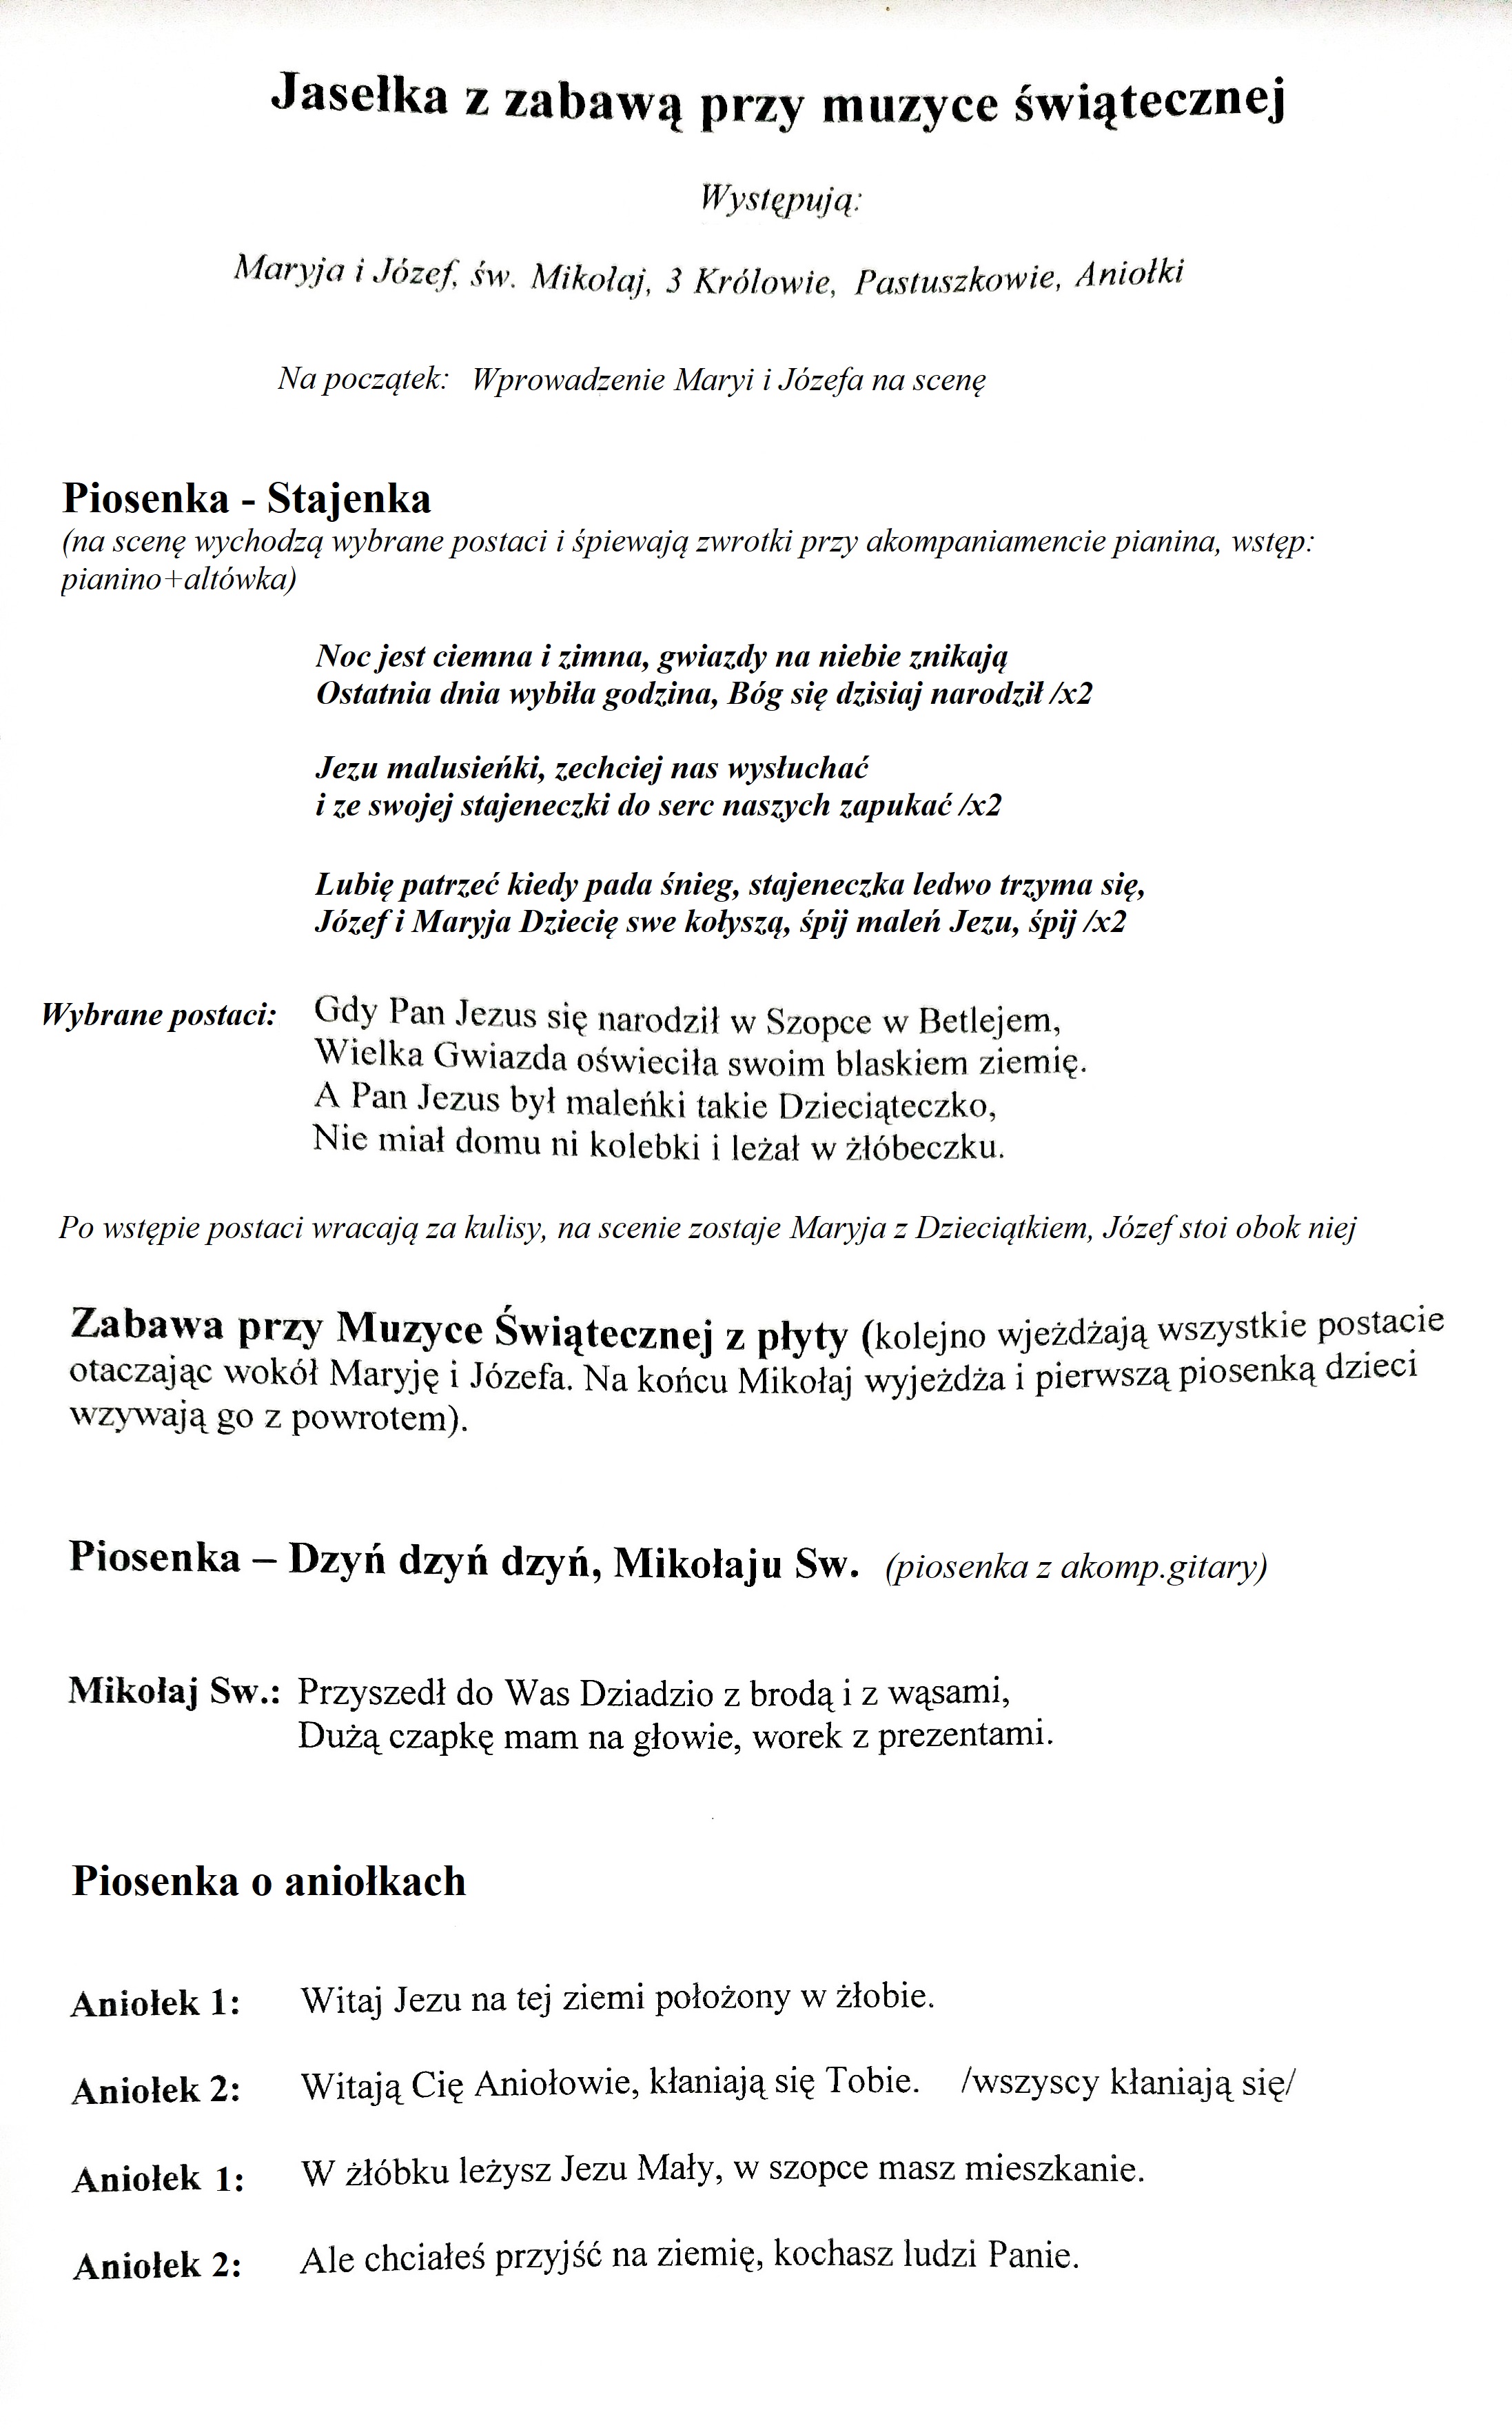 Jasełka z zabawą przy muzyce świątecznej
Występują:
Maryja i Józef, św. Mikołaj, 3 Królowie, Pastuszkowie, Aniołki
Na początek: Wprowadzenie Maryi i Józefa na scenę
Piosenka - Stajenka
(na scenę wychodzą wybrane postaci i śpiewają zwrotki przy akompaniamencie pianina, wstęp:
pianino+altówka)
Noc jest ciemna i zimna, gwiazdy na niebie znikają
Ostatnia dnia wybiła godzina, Bóg się dzisiaj narodził /x2
Jezu malusieńki, zechciej nas wysłuchać
i ze swojej stajeneczki do serc naszych zapukać /x2
Lubię patrzeć kiedy pada śnieg, stajeneczka ledwo trzyma się,
Józef i Maryja Dziecię swe kołyszą, śpij maleń Jezu, śpij /x2
Wybrane postaci: Gdy Pan Jezus się narodził w Szopce w Betlejem,
Wielka Gwiazda oświeciła swoim blaskiem ziemię.
A Pan Jezus był maleńki takie Dzieciąteczko,
Nie miał domu ni kolebki i leżał w żłóbeczku.
Po wstępie postaci wracają za kulisy, na scenie zostaje Maryja z Dzieciątkiem, Józef stoi obok niej
Zabawa przy Muzyce Świątecznej z płyty (kolejno wjeżdżają wszystkie postacie
otaczając wokół Maryję i Józefa. Na końcu Mikołaj wyjeżdża i pierwszą piosenką dzieci
wzywają go z powrotem).
Piosenka – Dzyń dzyń dzyń, Mikołaju Sw. (piosenka z akomp.gitary)
Mikołaj Sw.: Przyszedł do Was Dziadzio z brodą i z wąsami,
Dużą czapkę mam na głowie, worek z prezentami.
Piosenka o aniołkach
Aniołek 1: Witaj Jezu na tej ziemi położony w żłobie.
Aniołek 2: Witają Cię Aniołowie, kłaniają się Tobie. /wszyscy kłaniają się/
Aniołek 1: W żłóbku leżysz Jezu Mały, w szopce masz mieszkanie.
Aniołek 2: Ale chciałeś przyjść na ziemię, kochasz ludzi Panie.